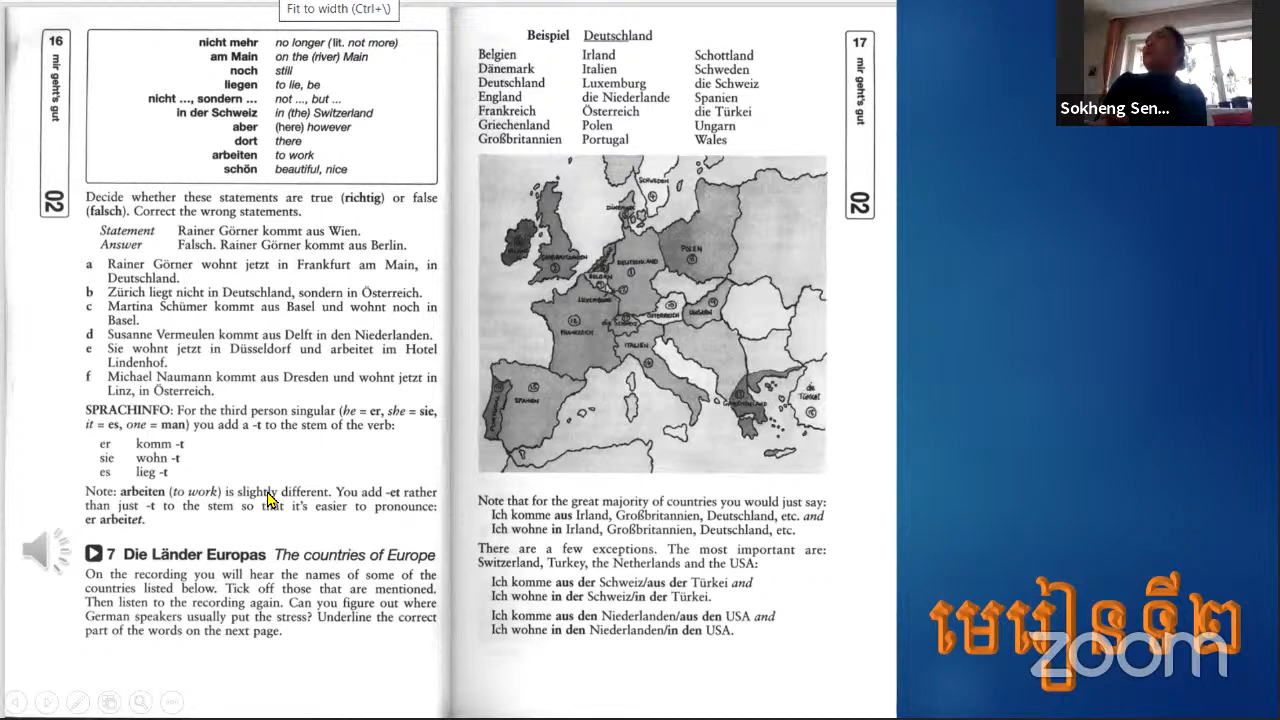 Fit to width (Ctrl+\)
16
mir geht's gut
02
nicht mehr no longer (lit. not more)
am Main on the (river) Main
noch still
liegen to lie, be
nicht ..., sondern ... not ..., but ...
in der Schweiz in (the) Switzerland
aber (here) however
dort there
arbeiten to work
schön beautiful, nice
Decide whether these statements are true (richtig) or false
(falsch). Correct the wrong statements.
Statement Rainer Görner kommt aus Wien.
Answer Falsch. Rainer Görner kommt aus Berlin.
a Rainer Görner wohnt jetzt in Frankfurt am Main, in
Deutschland.
b Zürich liegt nicht in Deutschland, sondern in Österreich.
c Martina Schümer kommt aus Basel und wohnt noch in
Basel.
d Susanne Vermeulen kommt aus Delft in den Niederlanden.
e Sie wohnt jetzt in Düsseldorf und arbeitet im Hotel
Lindenhof.
f Michael Naumann kommt aus Dresden und wohnt jetzt in
Linz, in Österreich.
SPRACHINFO: For the third person singular (he = er, she = sie,
it = es, one = man) you add a -t to the stem of the verb:
er komm -t
sie wohn -t
es lieg -t
Note: arbeiten (to work) is slightly different. You add -et rather
than just -t to the stem so that it's easier to pronounce:
er arbeitet.
7 Die Länder Europas The countries of Europe
On the recording you will hear the names of some of the
countries listed below. Tick off those that are mentioned.
Then listen to the recording again. Can you figure out where
German speakers usually put the stress? Underline the correct
part of the words on the next page.
Beispiel Deutschland
Belgien Irland Schottland
Dänemark Italien Schweden
Deutschland Luxemburg die Schweiz
England die Niederlande Spanien
Frankreich Österreich die Türkei
Griechenland Polen Ungarn
Großbritannien Portugal Wales
SCHWEDEN
DÄNEMARK
GROßBRITANNIEN
POLEN
DEUTSCHLAND
BELGIEN
LUXEMBURG
FRANKREICH
die SCHWEIZ
ÖSTERREICH
UNGARN
ITALIEN
PORTUGAL
SPANIEN
GRIECHENLAND
die Türkei
Note that for the great majority of countries you would just say:
Ich komme aus Irland, Großbritannien, Deutschland, etc. and
Ich wohne in Irland, Großbritannien, Deutschland, etc.
There are a few exceptions. The most important are:
Switzerland, Turkey, the Netherlands and the USA:
Ich komme aus der Schweiz/aus der Türkei and
Ich wohne in der Schweiz/in der Türkei.
Ich komme aus den Niederlanden/aus den USA and
Ich wohne in den Niederlanden/in den USA.
17
mir geht's gut
02
Sokheng Sen...
មេរៀនទី២
zoom